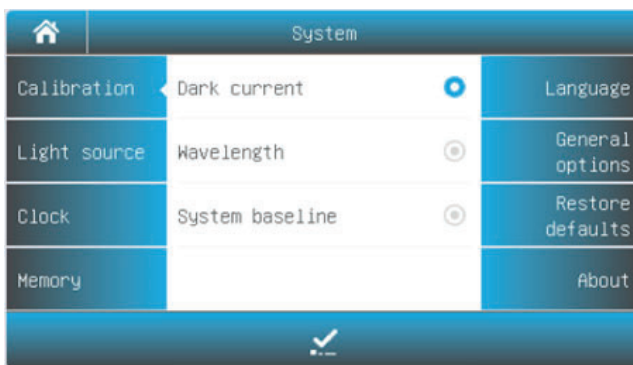 System
Calibration
Dark current
Language
Light source
Wavelength
General
options
Clock
System baseline
Restore
defaults
Memory
About